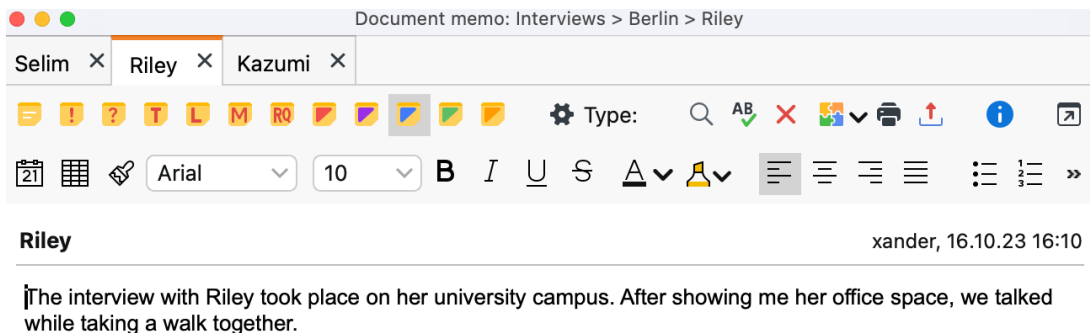 Document memo: Interviews > Berlin > Riley
Selim × Riley × Kazumi ×
! ? T L M RQ Type: AB
21 Arial 10 B I U S A »
Riley xander, 16.10.23 16:10
The interview with Riley took place on her university campus. After showing me her office space, we talked
while taking a walk together.